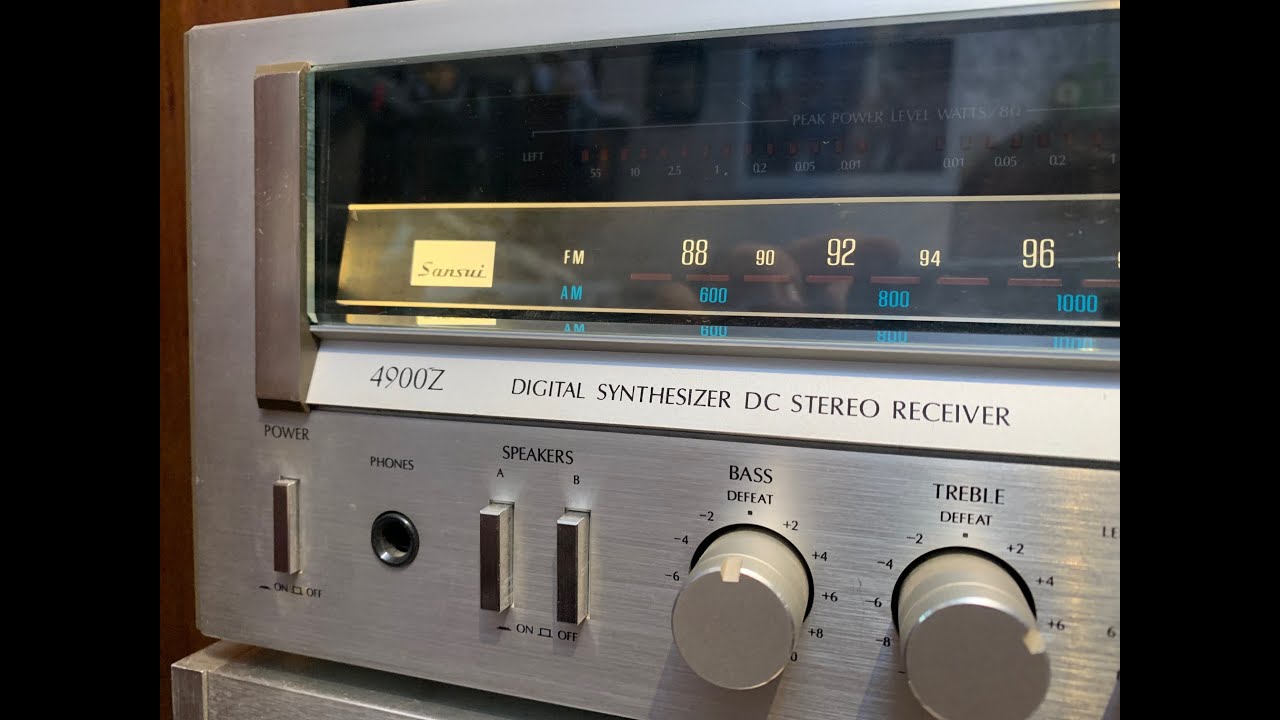 PEAK POWER LEVEL WATTS/8Ω
LEFT
55 10 2.5 1 0.2 0.05 0.01 0.01 0.05 0.2 1
Sansui
FM 88 90 92 94 96
AM 600 800 1000
4900Z DIGITAL SYNTHESIZER DC STEREO RECEIVER
POWER
PHONES
SPEAKERS
A B
BASS
DEFEAT
-2 +2
-4 +4
-6 +6
+8
TREBLE
DEFEAT
-2 +2
-4 +4
-6 +6
-8
ON OFF
ON OFF